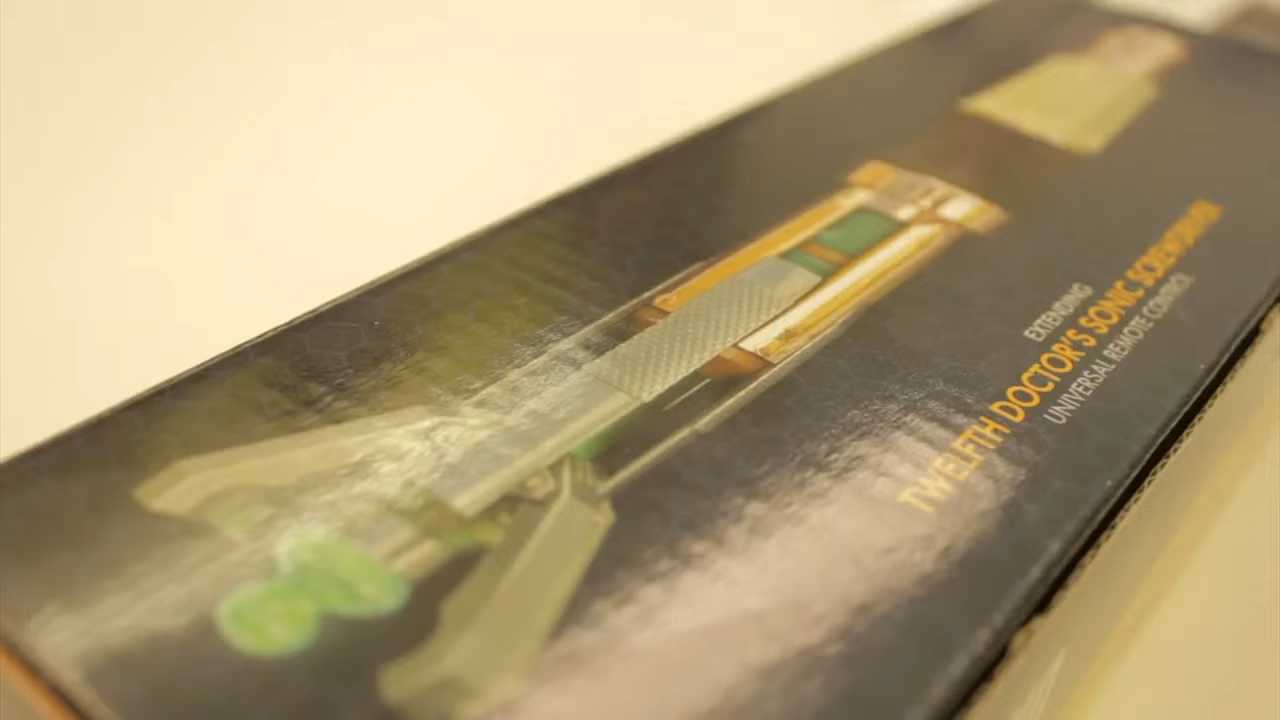 EXTENDING
TWELFTH DOCTOR'S SONIC SCREWDRIVER
UNIVERSAL REMOTE CONTROL